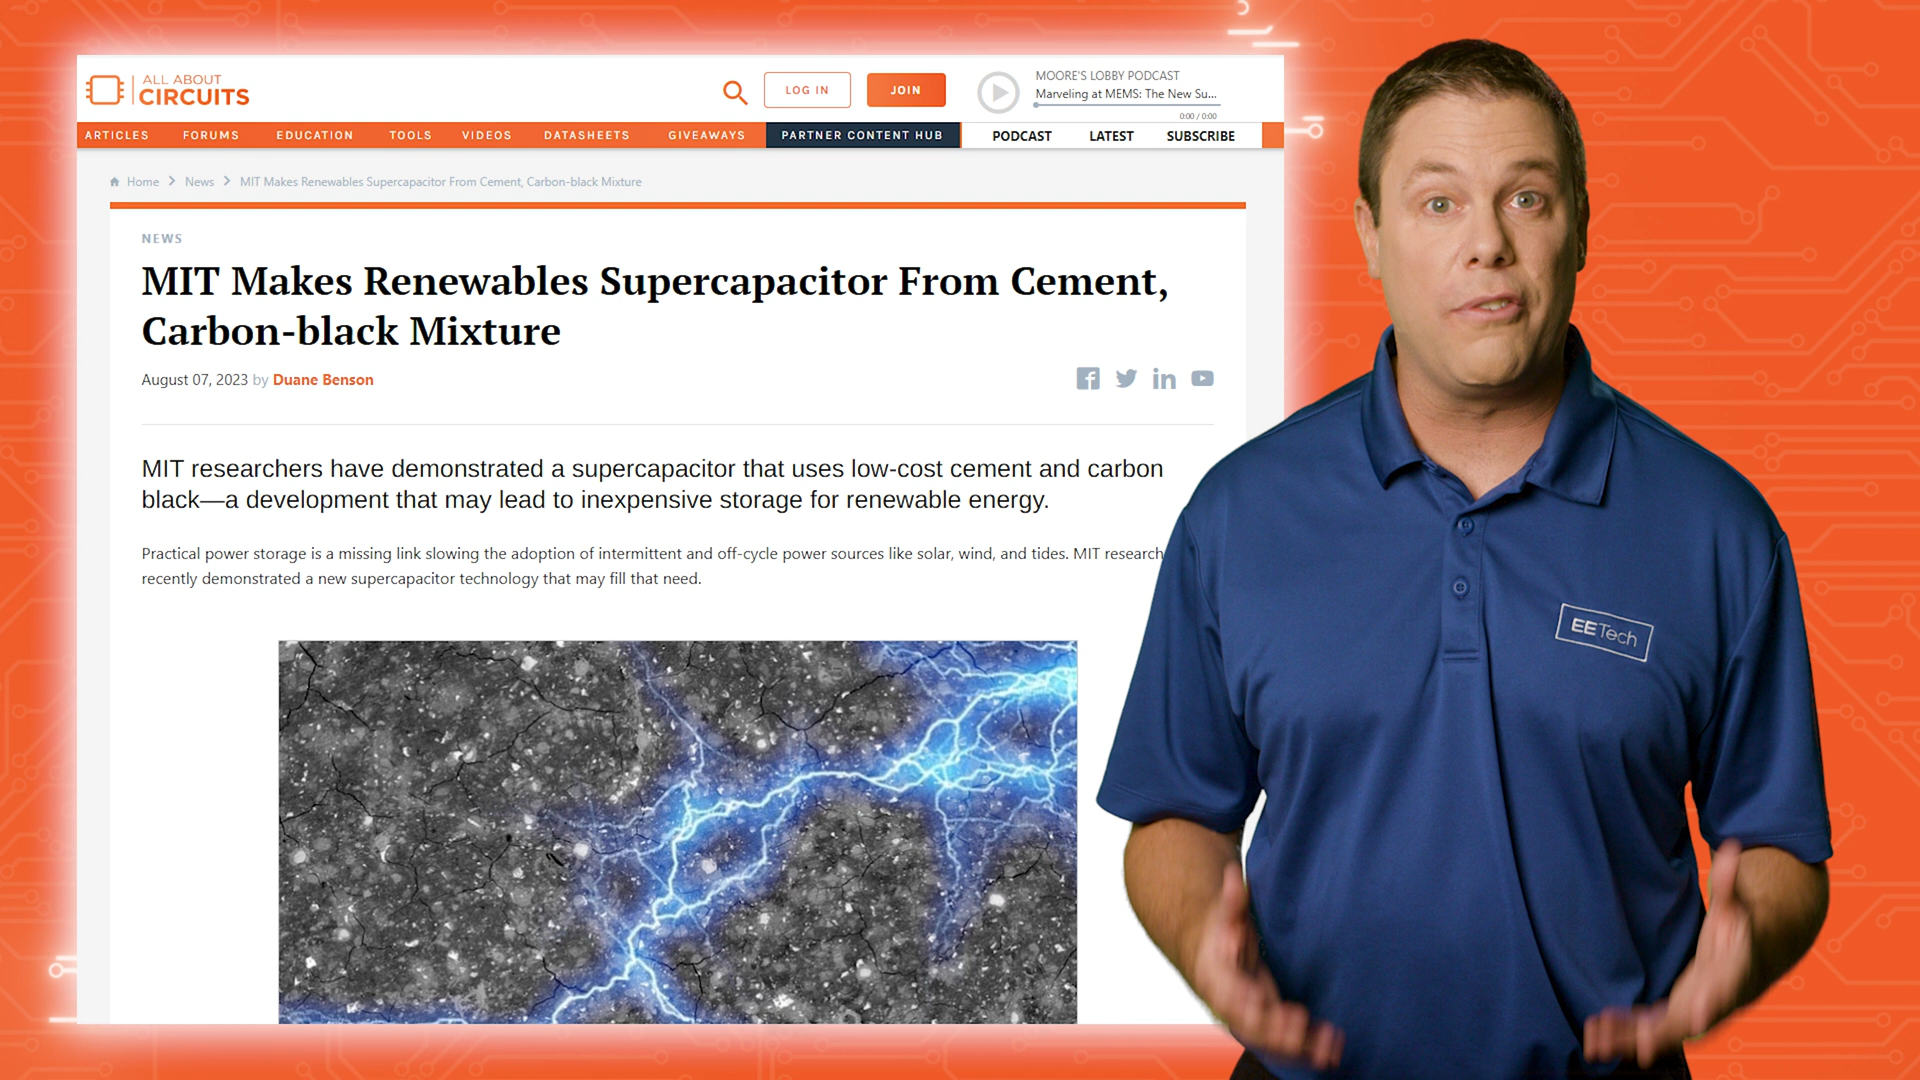 ALL ABOUT
CIRCUITS
LOG IN
JOIN
MOORE'S LOBBY PODCAST
Marveling at MEMS: The New Su...
0:00 / 0:00
ARTICLES FORUMS EDUCATION TOOLS VIDEOS DATASHEETS GIVEAWAYS PARTNER CONTENT HUB PODCAST LATEST SUBSCRIBE
Home > News > MIT Makes Renewables Supercapacitor From Cement, Carbon-black Mixture
NEWS
MIT Makes Renewables Supercapacitor From Cement,
Carbon-black Mixture
August 07, 2023 by Duane Benson
MIT researchers have demonstrated a supercapacitor that uses low-cost cement and carbon
black—a development that may lead to inexpensive storage for renewable energy.
Practical power storage is a missing link slowing the adoption of intermittent and off-cycle power sources like solar, wind, and tides. MIT research
recently demonstrated a new supercapacitor technology that may fill that need.
EETech